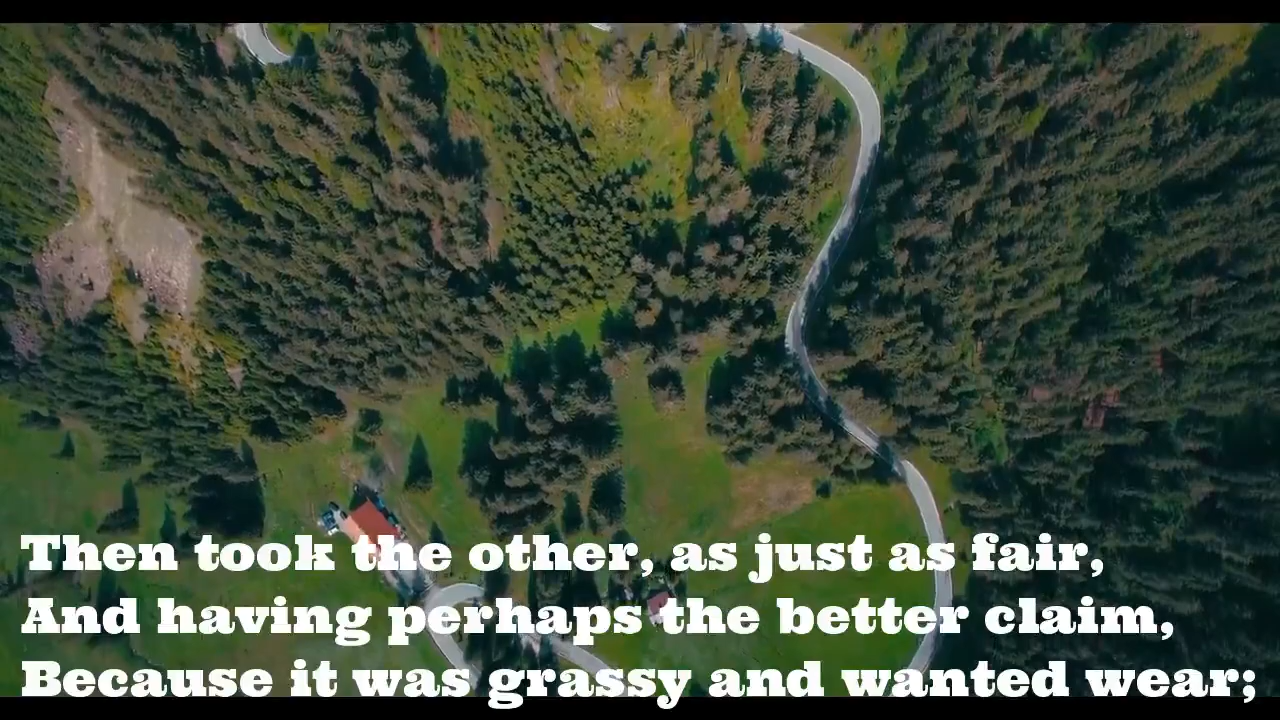 Then took the other, as just as fair,
And having perhaps the better claim,
Because it was grassy and wanted wear;